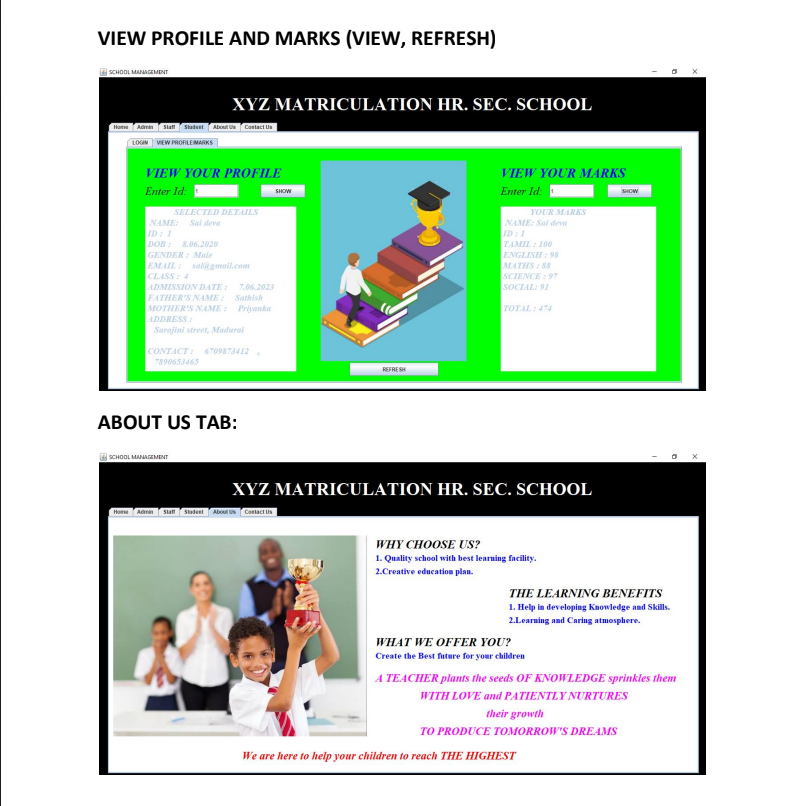 VIEW PROFILE AND MARKS (VIEW, REFRESH)
SCHOOL MANAGEMENT
XYZ MATRICULATION HR. SEC. SCHOOL
Home Admin Staff Student About Us Contact Us
LOGIN VIEW PROFILE/MARKS
VIEW YOUR PROFILE
Enter Id: 1 SHOW
SELECTED DETAILS
NAME: Sai deva
ID : 1
DOB : 8.06.2020
GENDER : Male
EMAIL : sai@gmail.com
CLASS : 4
ADMISSION DATE : 7.06.2023
FATHER'S NAME : Sathish
MOTHER'S NAME : Priyanka
ADDRESS :
Sarojini street, Madurai
CONTACT : 6709873412 ,
7890653465
REFRESH
VIEW YOUR MARKS
Enter Id: 1 SHOW
YOUR MARKS
NAME: Sai deva
ID : 1
TAMIL : 100
ENGLISH : 98
MATHS : 88
SCIENCE : 97
SOCIAL: 91
TOTAL : 474
ABOUT US TAB:
SCHOOL MANAGEMENT
XYZ MATRICULATION HR. SEC. SCHOOL
Home Admin Staff Student About Us Contact Us
WHY CHOOSE US?
1. Quality school with best learning facility.
2.Creative education plan.
THE LEARNING BENEFITS
1. Help in developing Knowledge and Skills.
2.Learning and Caring atmosphere.
WHAT WE OFFER YOU?
Create the Best future for your children
A TEACHER plants the seeds OF KNOWLEDGE sprinkles them
WITH LOVE and PATIENTLY NURTURES
their growth
TO PRODUCE TOMORROW'S DREAMS
We are here to help your children to reach THE HIGHEST